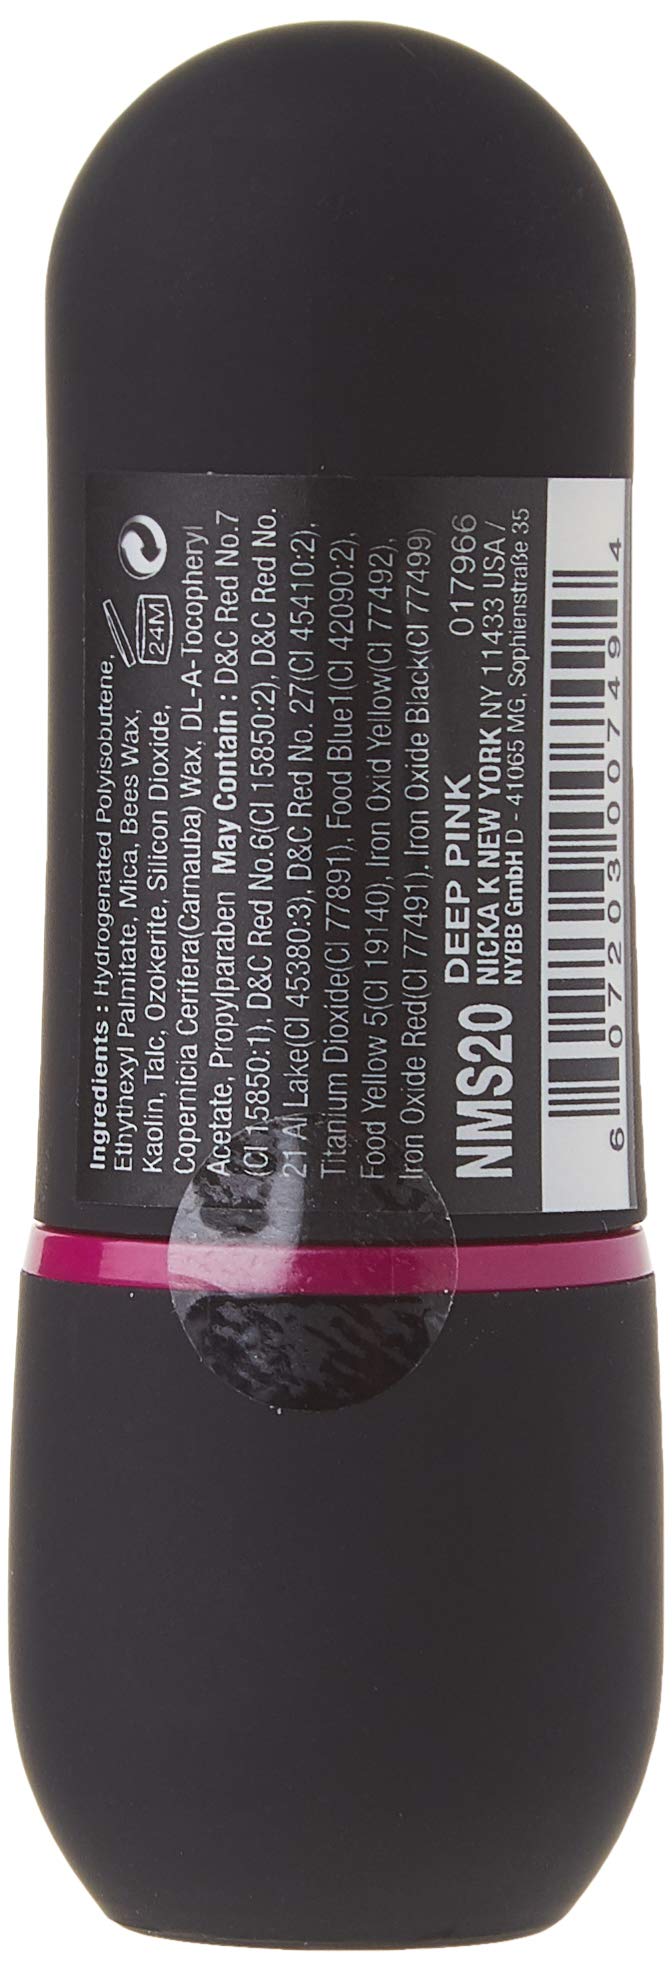 Ingredients : Hydrogenated Polyisobutene,
Ethythexyl Palmitate, Mica, Bees Wax,
Kaolin, Talc, Ozokerite, Silicon Dioxide,
Copernicia Cerifera(Carnauba) Wax, DL-A-Tocopheryl
Acetate, Propylparaben May Contain : D&C Red No.7
(CI 15850:1), D&C Red No.6(CI 15850:2), D&C Red No.
21 Al Lake(CI 45380:3), D&C Red No. 27(CI 45410:2),
Titanium Dioxide(CI 77891), Food Blue1(CI 42090:2),
Food Yellow 5(CI 19140), Iron Oxid Yellow(CI 77492),
Iron Oxide Red(CI 77491), Iron Oxide Black(CI 77499)
24M
NMS20 DEEP PINK 017966
NICKA K NEW YORK NY 11433 USA /
NYBB GmbH D - 41065 MG, Sophienstraße 35
6 07203 00749 4